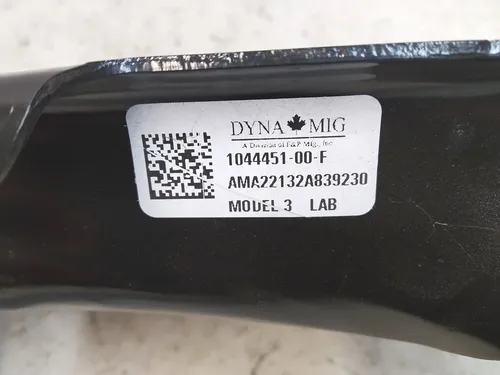 DYNA MIG
A Division of F&P Mfg., Inc.
1044451-00-F
AMA22132A839230
MODEL 3 LAB